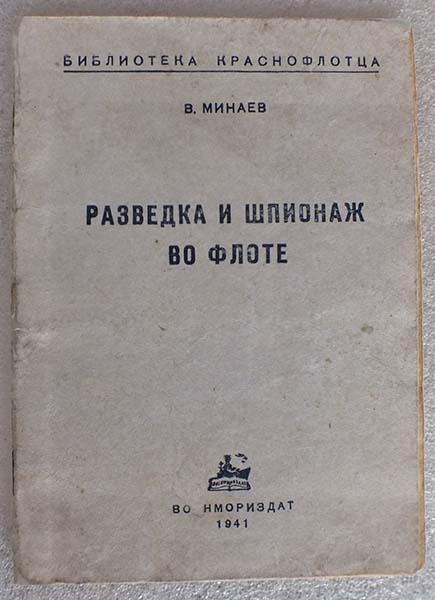 БИБЛИОТЕКА КРАСНОФЛОТЦА
В. МИНАЕВ
РАЗВЕДКА И ШПИОНАЖ
ВО ФЛОТЕ
ВО НМОРИЗДАТ
1941